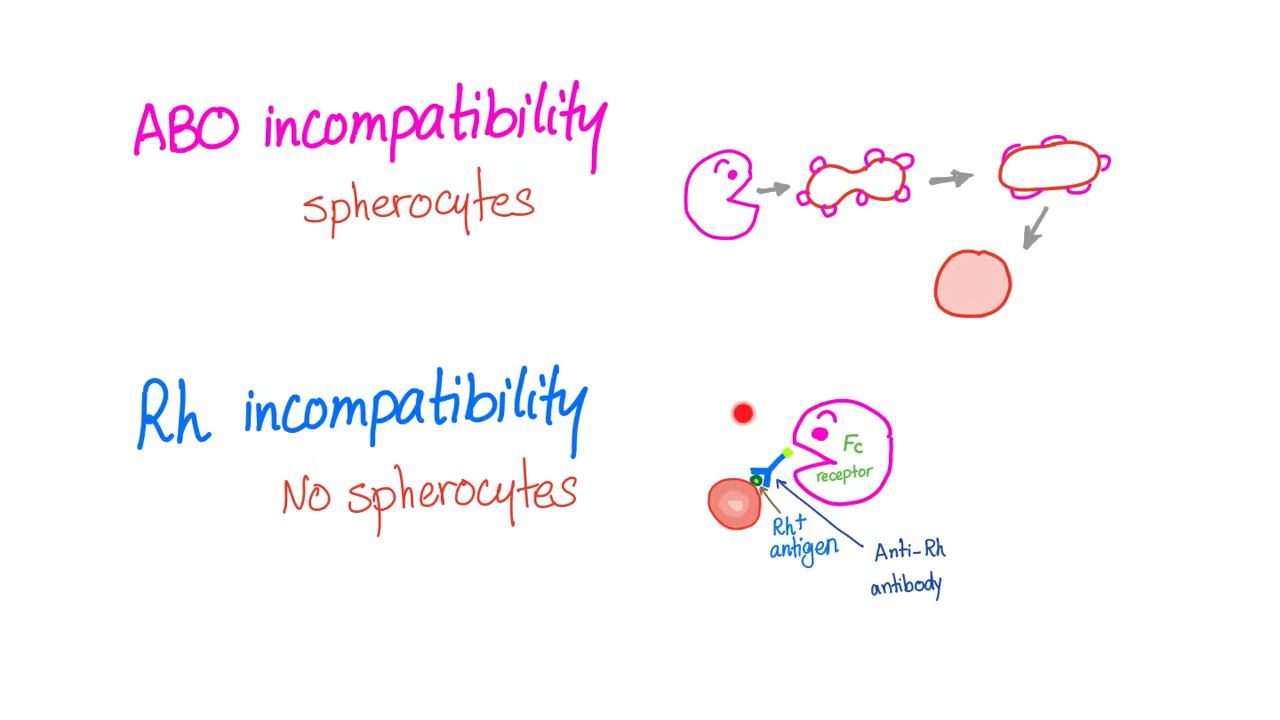 ABO incompatibility
spherocytes
Rh incompatibility
No spherocytes
Fc
receptor
Rh+
antigen
Anti-Rh
antibody